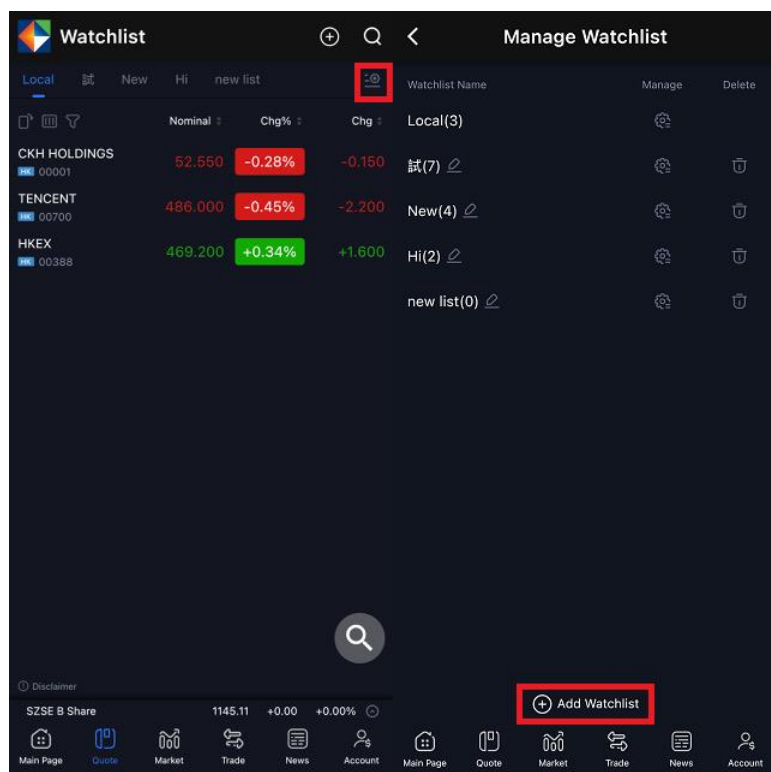 Watchlist
Local 試 New Hi new list
Nominal Chg% Chg
CKH HOLDINGS 52.550 -0.28% -0.150
HK 00001
TENCENT 486.000 -0.45% -2.200
HK 00700
HKEX 469.200 +0.34% +1.600
HK 00388
Disclaimer
SZSE B Share 1145.11 +0.00 +0.00%
Main Page Quote Market Trade News Account
Manage Watchlist
Watchlist Name Manage Delete
Local(3)
試(7)
New(4)
Hi(2)
new list(0)
Add Watchlist
Main Page Quote Market Trade News Account